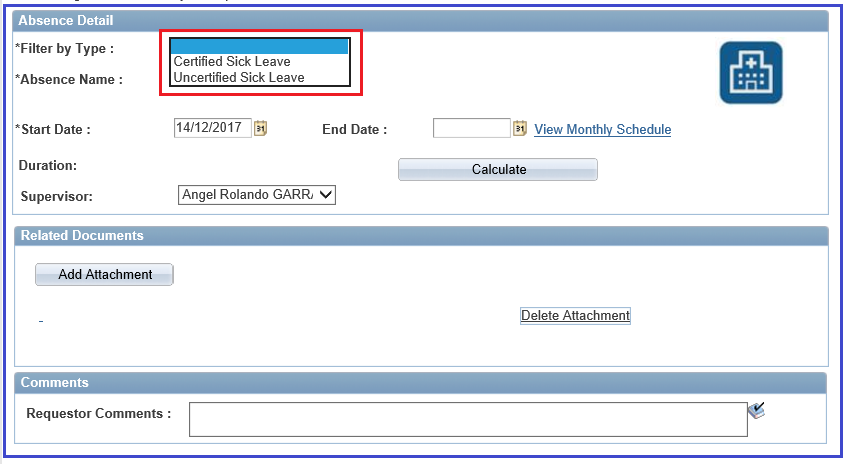 Absence Detail
*Filter by Type :
Certified Sick Leave
Uncertified Sick Leave
*Absence Name :
*Start Date : 14/12/2017 31 End Date : 31 View Monthly Schedule
Duration: Calculate
Supervisor: Angel Rolando GARR
Related Documents
Add Attachment
- Delete Attachment
Comments
Requestor Comments :